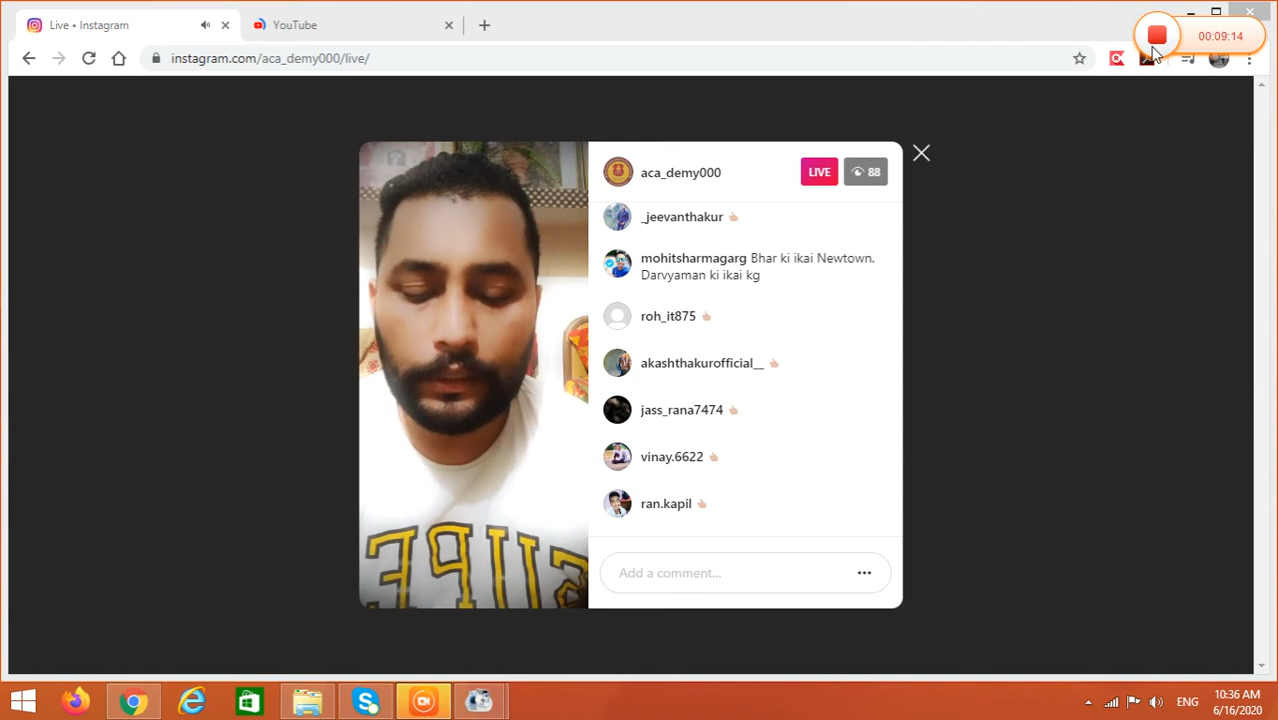 Live • Instagram
YouTube
00:09:14
instagram.com/aca_demy000/live/
aca_demy000
LIVE
88
_jeevanthakur
mohitsharmagarg Bhar ki ikai Newtown.
Darvyaman ki ikai kg
roh_it875
akashthakurofficial__
jass_rana7474
vinay.6622
ran.kapil
Add a comment...
ENG
10:36 AM
6/16/2020